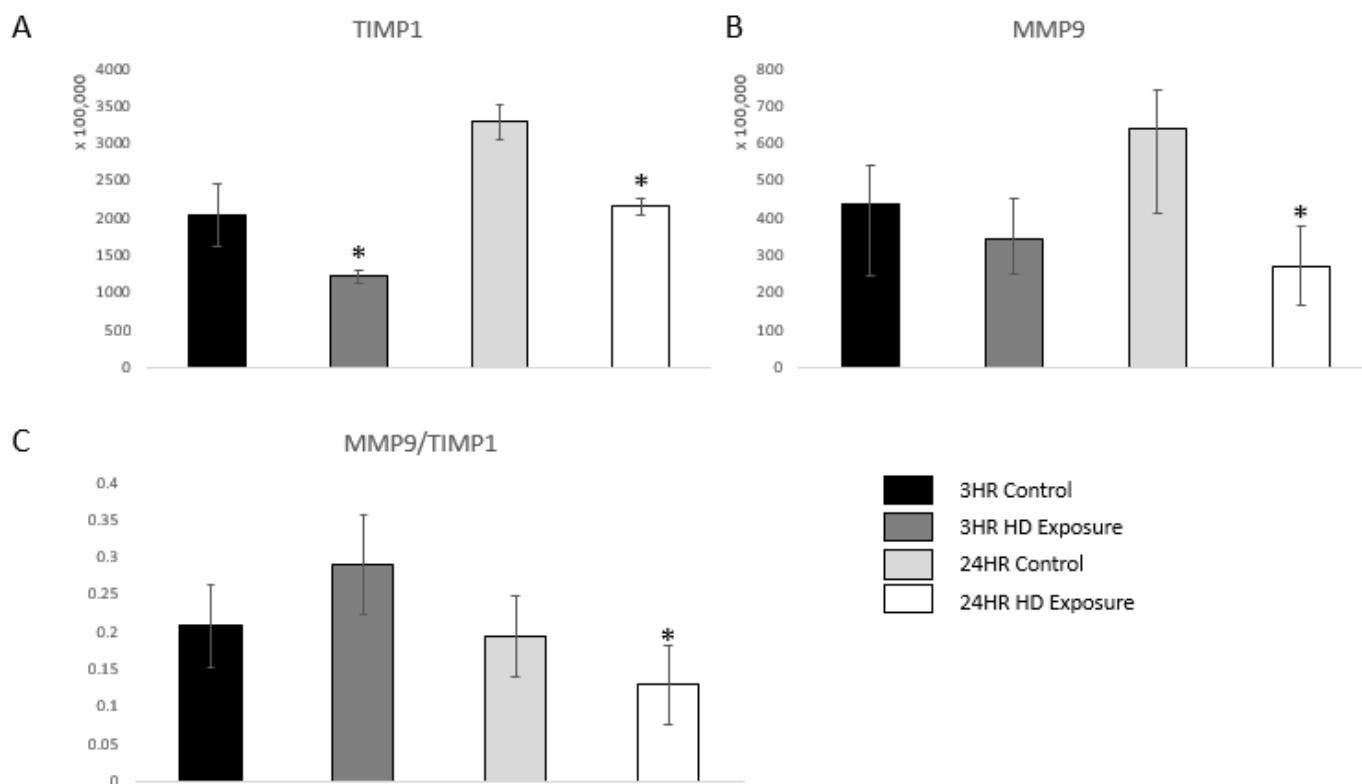 A
TIMP1
x 100,000
4000
3500
3000
2500
2000
1500
1000
500
0
*
*
B
MMP9
x 100,000
800
700
600
500
400
300
200
100
0
*
C
MMP9/TIMP1
0.4
0.35
0.3
0.25
0.2
0.15
0.1
0.05
0
*
3HR Control
3HR HD Exposure
24HR Control
24HR HD Exposure